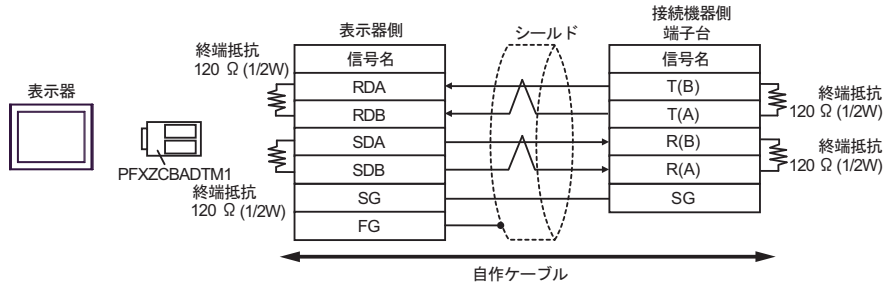 表示器
PFXZCBADTM1
終端抵抗
120 Ω (1/2W)
終端抵抗
120 Ω (1/2W)
表示器側
信号名
RDA
RDB
SDA
SDB
SG
FG
シールド
接続機器側
端子台
信号名
T(B)
T(A)
R(B)
R(A)
SG
終端抵抗
120 Ω (1/2W)
終端抵抗
120 Ω (1/2W)
自作ケーブル